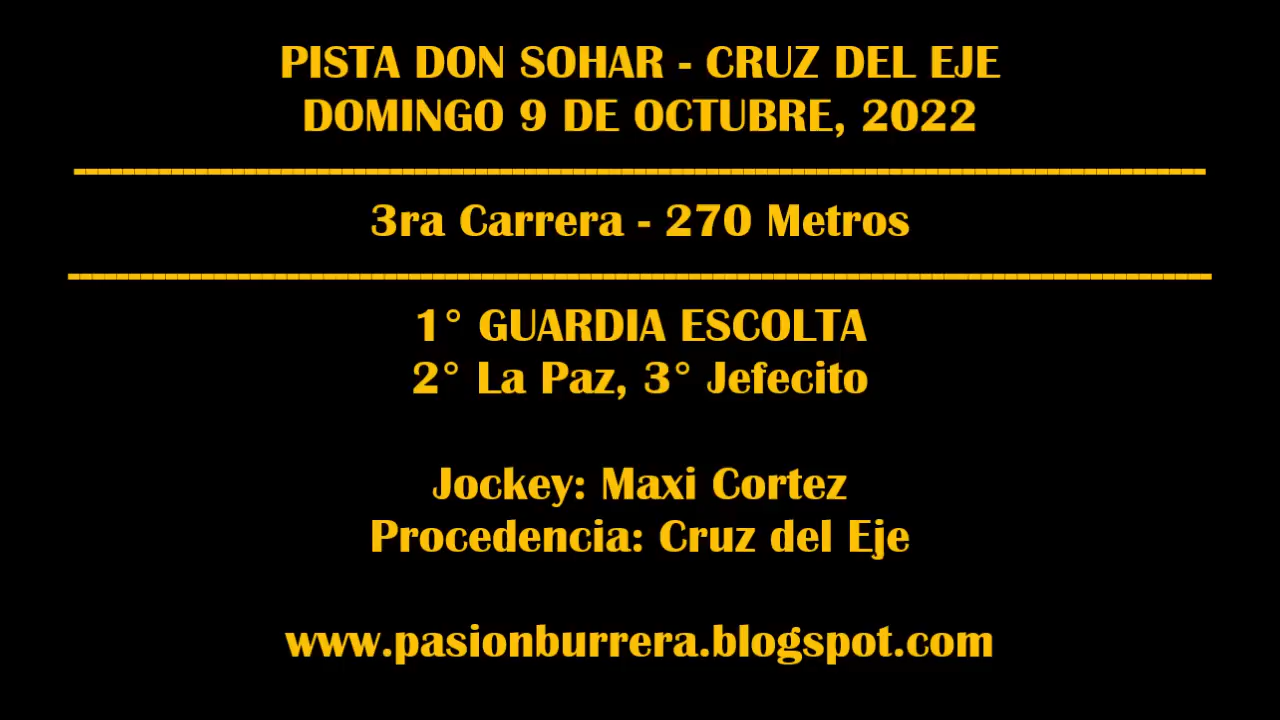 PISTA DON SOHAR - CRUZ DEL EJE
DOMINGO 9 DE OCTUBRE, 2022
3ra Carrera - 270 Metros
1° GUARDIA ESCOLTA
2° La Paz, 3° Jefecito
Jockey: Maxi Cortez
Procedencia: Cruz del Eje
www.pasionburrera.blogspot.com